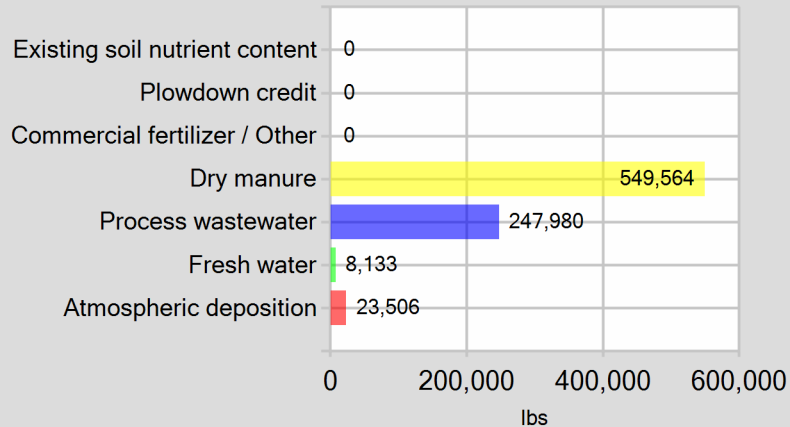 Existing soil nutrient content 0
Plowdown credit 0
Commercial fertilizer / Other 0
Dry manure 549,564
Process wastewater 247,980
Fresh water 8,133
Atmospheric deposition 23,506
0 200,000 400,000 600,000
lbs